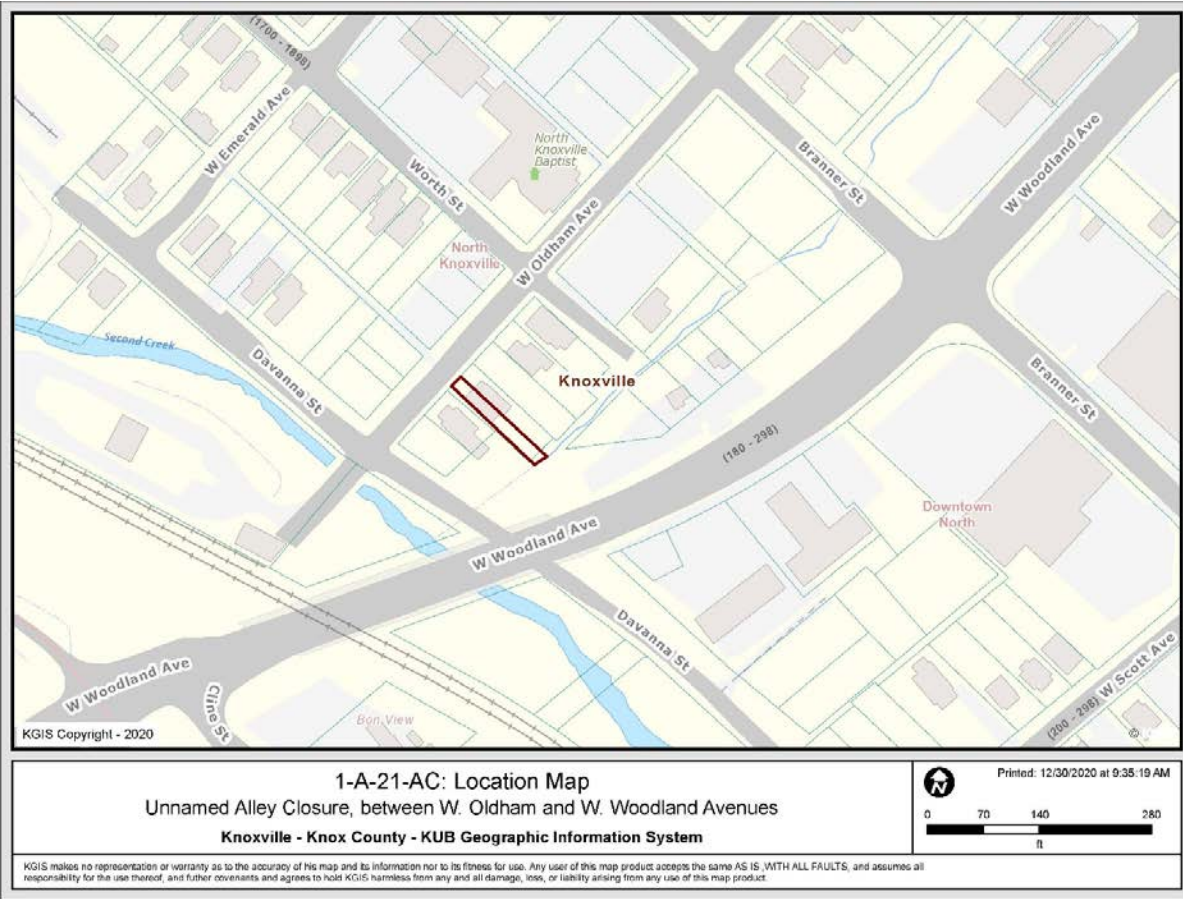 (1700 - 1898)
W Emerald Ave
Worth St
North
Knoxville
Baptist
Branner St
W Woodland Ave
W Oldham Ave
North
Knoxville
Second Creek
Davanna St
Knoxville
Branner St
(180 - 298)
Downtown
North
W Woodland Ave
Davanna St
W Woodland Ave
Cline St
Bon View
(200 - 298) W Scott Ave
KGIS Copyright - 2020
©
1-A-21-AC: Location Map
Unnamed Alley Closure, between W. Oldham and W. Woodland Avenues
Knoxville - Knox County - KUB Geographic Information System
N
Printed: 12/30/2020 at 9:35:19 AM
0 70 140 280
ft
KGIS makes no representation or warranty as to the accuracy of his map and its information nor to its fitness for use. Any user of this map product accepts the same AS IS ,WITH ALL FAULTS, and assumes all
responsibility for the use thereof, and futher covenants and agrees to hold KGIS harmless from any and all damage, loss, or liability arising from any use of this map product.